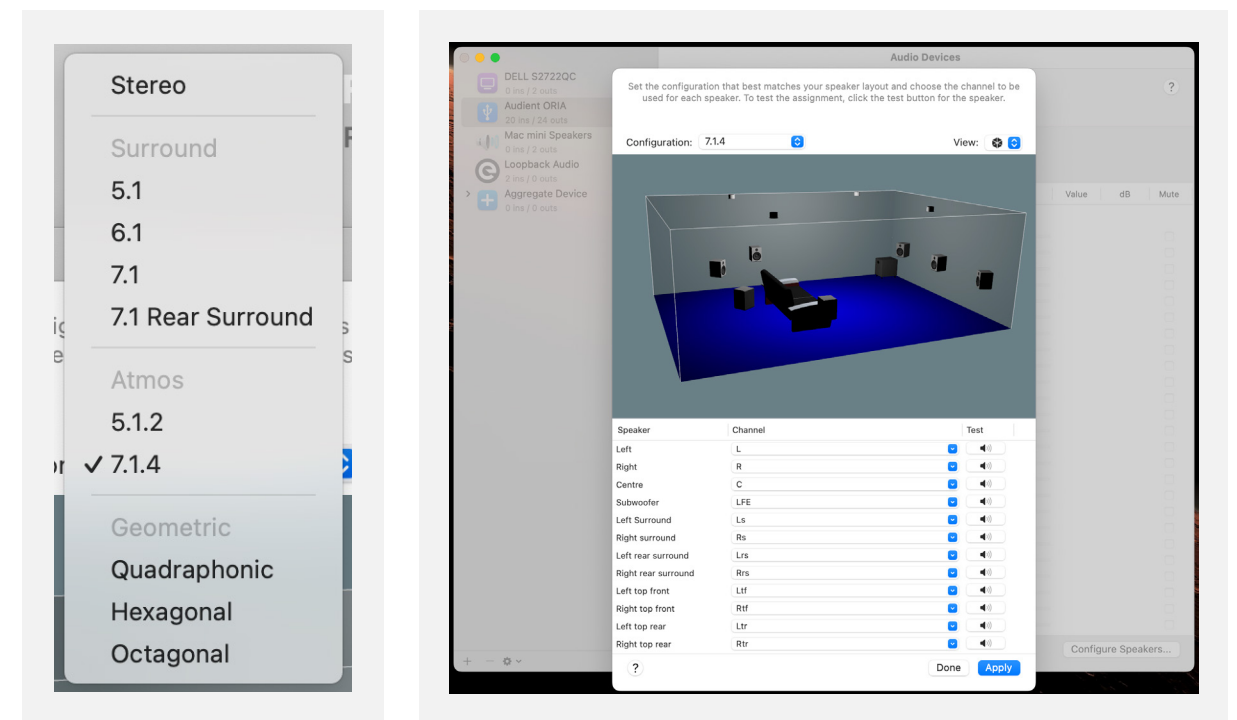 Stereo
Surround
5.1
6.1
7.1
7.1 Rear Surround
Atmos
5.1.2
7.1.4
Geometric
Quadraphonic
Hexagonal
Octagonal
Audio Devices
DELL S2722QC
2 ins / 2 outs
Audient ORIA
20 ins / 24 outs
Mac mini Speakers
0 ins / 2 outs
Loopback Audio
2 ins / 0 outs
Aggregate Device
0 ins / 0 outs
Set the configuration that best matches your speaker layout and choose the channel to be
used for each speaker. To test the assignment, click the test button for the speaker.
?
Configuration: 7.1.4 View:
Value dB Mute
Speaker Channel Test
Left L
Right R
Centre C
Subwoofer LFE
Left Surround Ls
Right surround Rs
Left rear surround Lrs
Right rear surround Rrs
Left top front Ltf
Right top front Rtf
Left top rear Ltr
Right top rear Rtr
? Done Apply
Configure Speakers...